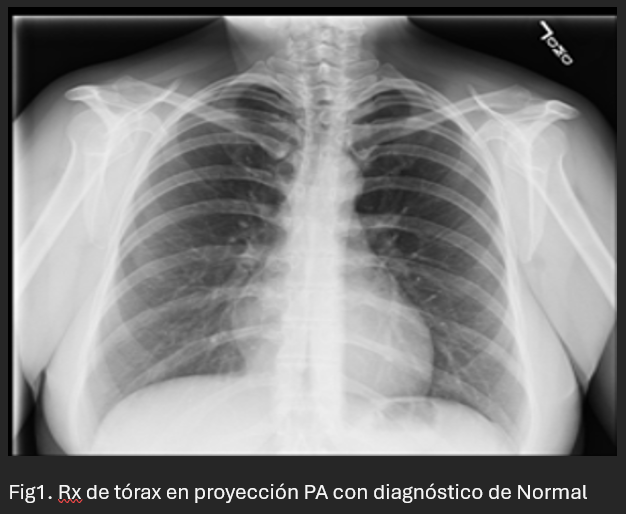 Fig1. Rx de tórax en proyección PA con diagnóstico de Normal